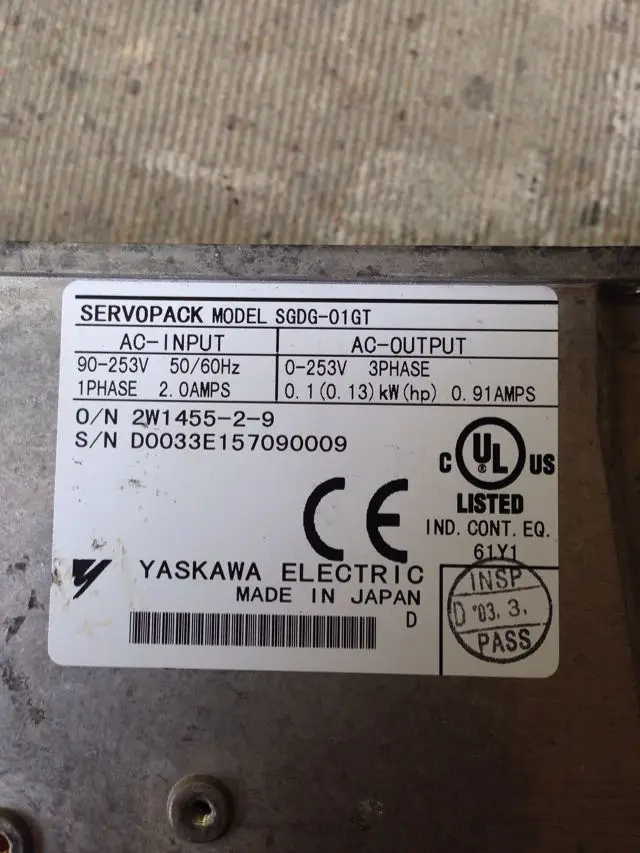 SERVOPACK MODEL SGDG-01GT
AC-INPUT
90-253V 50/60Hz
1PHASE 2.0AMPS
AC-OUTPUT
0-253V 3PHASE
0.1(0.13)kW(hp) 0.91AMPS
O/N 2W1455-2-9
S/N D0033E157090009
C UL ® US
LISTED
IND. CONT. EQ.
61Y1
CE
YASKAWA ELECTRIC
MADE IN JAPAN
D
INSP
D '03. 3.
PASS